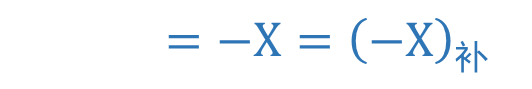 = −X = (−X)补